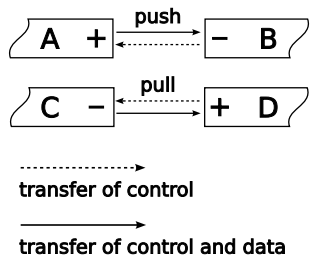 push
A + − B
pull
C − + D
transfer of control
transfer of control and data